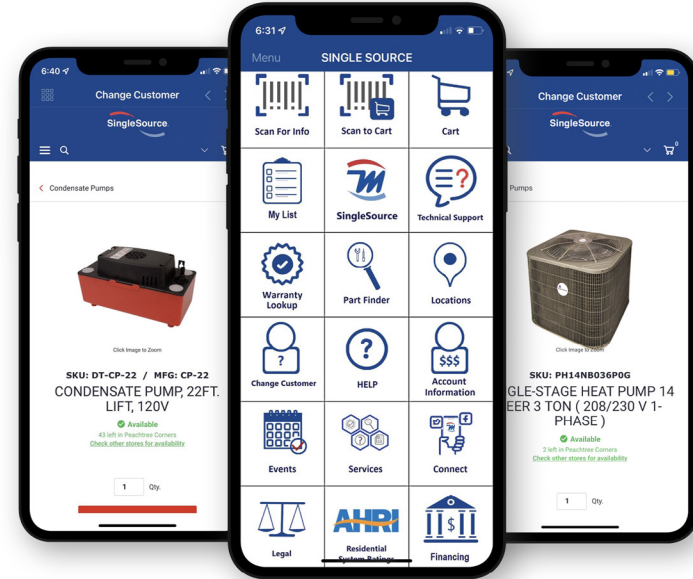 6:40
Change Customer
SingleSource
Condensate Pumps
Click Image to Zoom
SKU: DT-CP-22 / MFG: CP-22
CONDENSATE PUMP, 22FT.
LIFT, 120V
Available
43 left in Peachtree Corners
Check other stores for availability
1 Qty.
6:31
Menu SINGLE SOURCE
Scan For Info Scan to Cart Cart
My List SingleSource Technical Support
Warranty
Lookup
Part Finder Locations
?
Change Customer
?
HELP
$$$
Account
Information
Events Services Connect
Legal
AHRI
Residential
System Ratings
$
Financing
Change Customer
SingleSource
0
Pumps
Click Image to Zoom
SKU: PH14NB036P0G
GLE-STAGE HEAT PUMP 14
EER 3 TON ( 208/230 V 1-
PHASE )
Available
2 left in Peachtree Corners
Check other stores for availability
1 Qty.